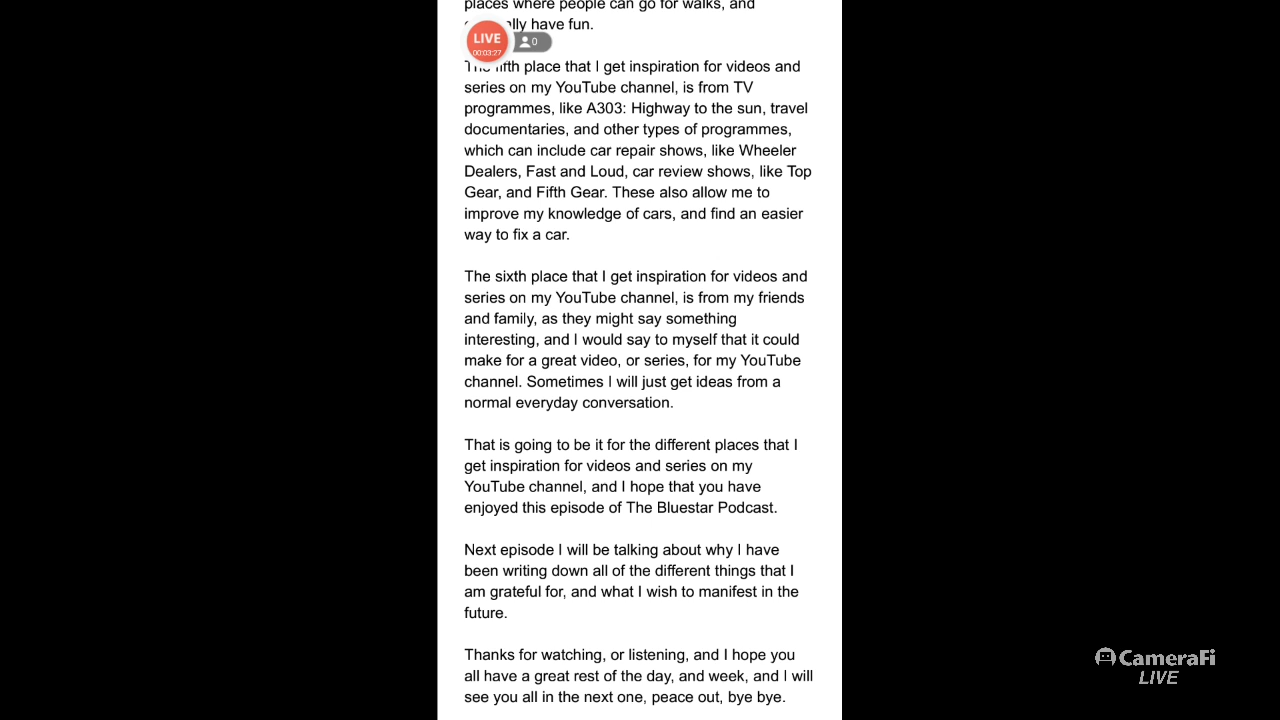 places where people can go for walks, and
have fun.
LIVE
00:03:27
0
The fifth place that I get inspiration for videos and
series on my YouTube channel, is from TV
programmes, like A303: Highway to the sun, travel
documentaries, and other types of programmes,
which can include car repair shows, like Wheeler
Dealers, Fast and Loud, car review shows, like Top
Gear, and Fifth Gear. These also allow me to
improve my knowledge of cars, and find an easier
way to fix a car.
The sixth place that I get inspiration for videos and
series on my YouTube channel, is from my friends
and family, as they might say something
interesting, and I would say to myself that it could
make for a great video, or series, for my YouTube
channel. Sometimes I will just get ideas from a
normal everyday conversation.
That is going to be it for the different places that I
get inspiration for videos and series on my
YouTube channel, and I hope that you have
enjoyed this episode of The Bluestar Podcast.
Next episode I will be talking about why I have
been writing down all of the different things that I
am grateful for, and what I wish to manifest in the
future.
Thanks for watching, or listening, and I hope you
all have a great rest of the day, and week, and I will
see you all in the next one, peace out, bye bye.
CameraFi
LIVE